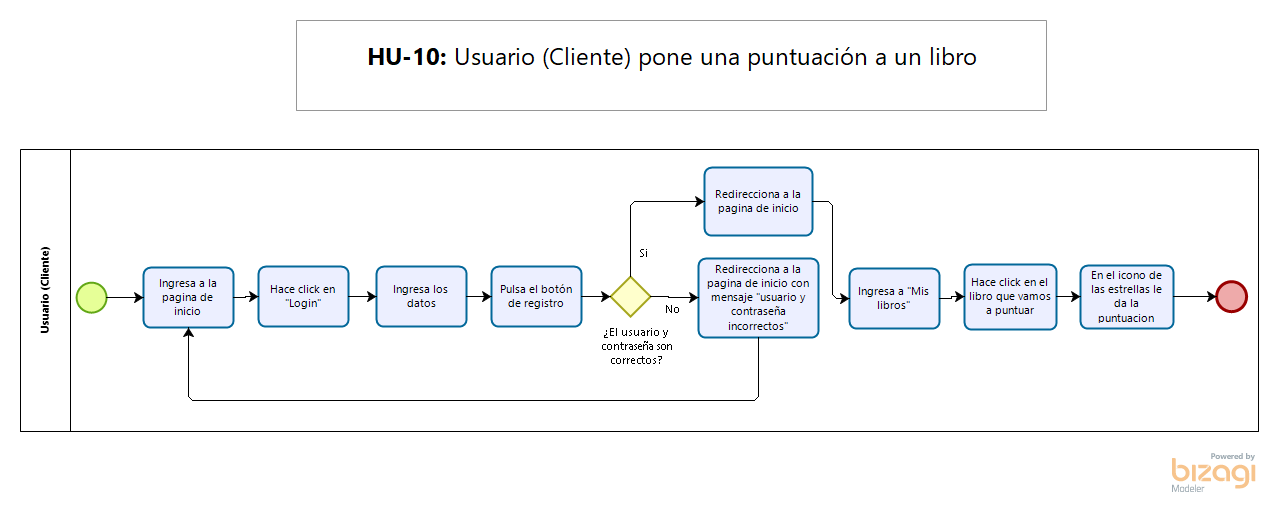 HU-10: Usuario (Cliente) pone una puntuación a un libro
Usuario (Cliente)
Ingresa a la
pagina de
inicio
Hace click en
"Login"
Ingresa los
datos
Pulsa el botón
de registro
¿El usuario y
contraseña son
correctos?
Si
No
Redirecciona a la
pagina de inicio
Redirecciona a la
pagina de inicio con
mensaje "usuario y
contraseña
incorrectos"
Ingresa a "Mis
libros"
Hace click en el
libro que vamos
a puntuar
En el icono de
las estrellas le
da la
puntuacion
Powered by
bizagi
Modeler